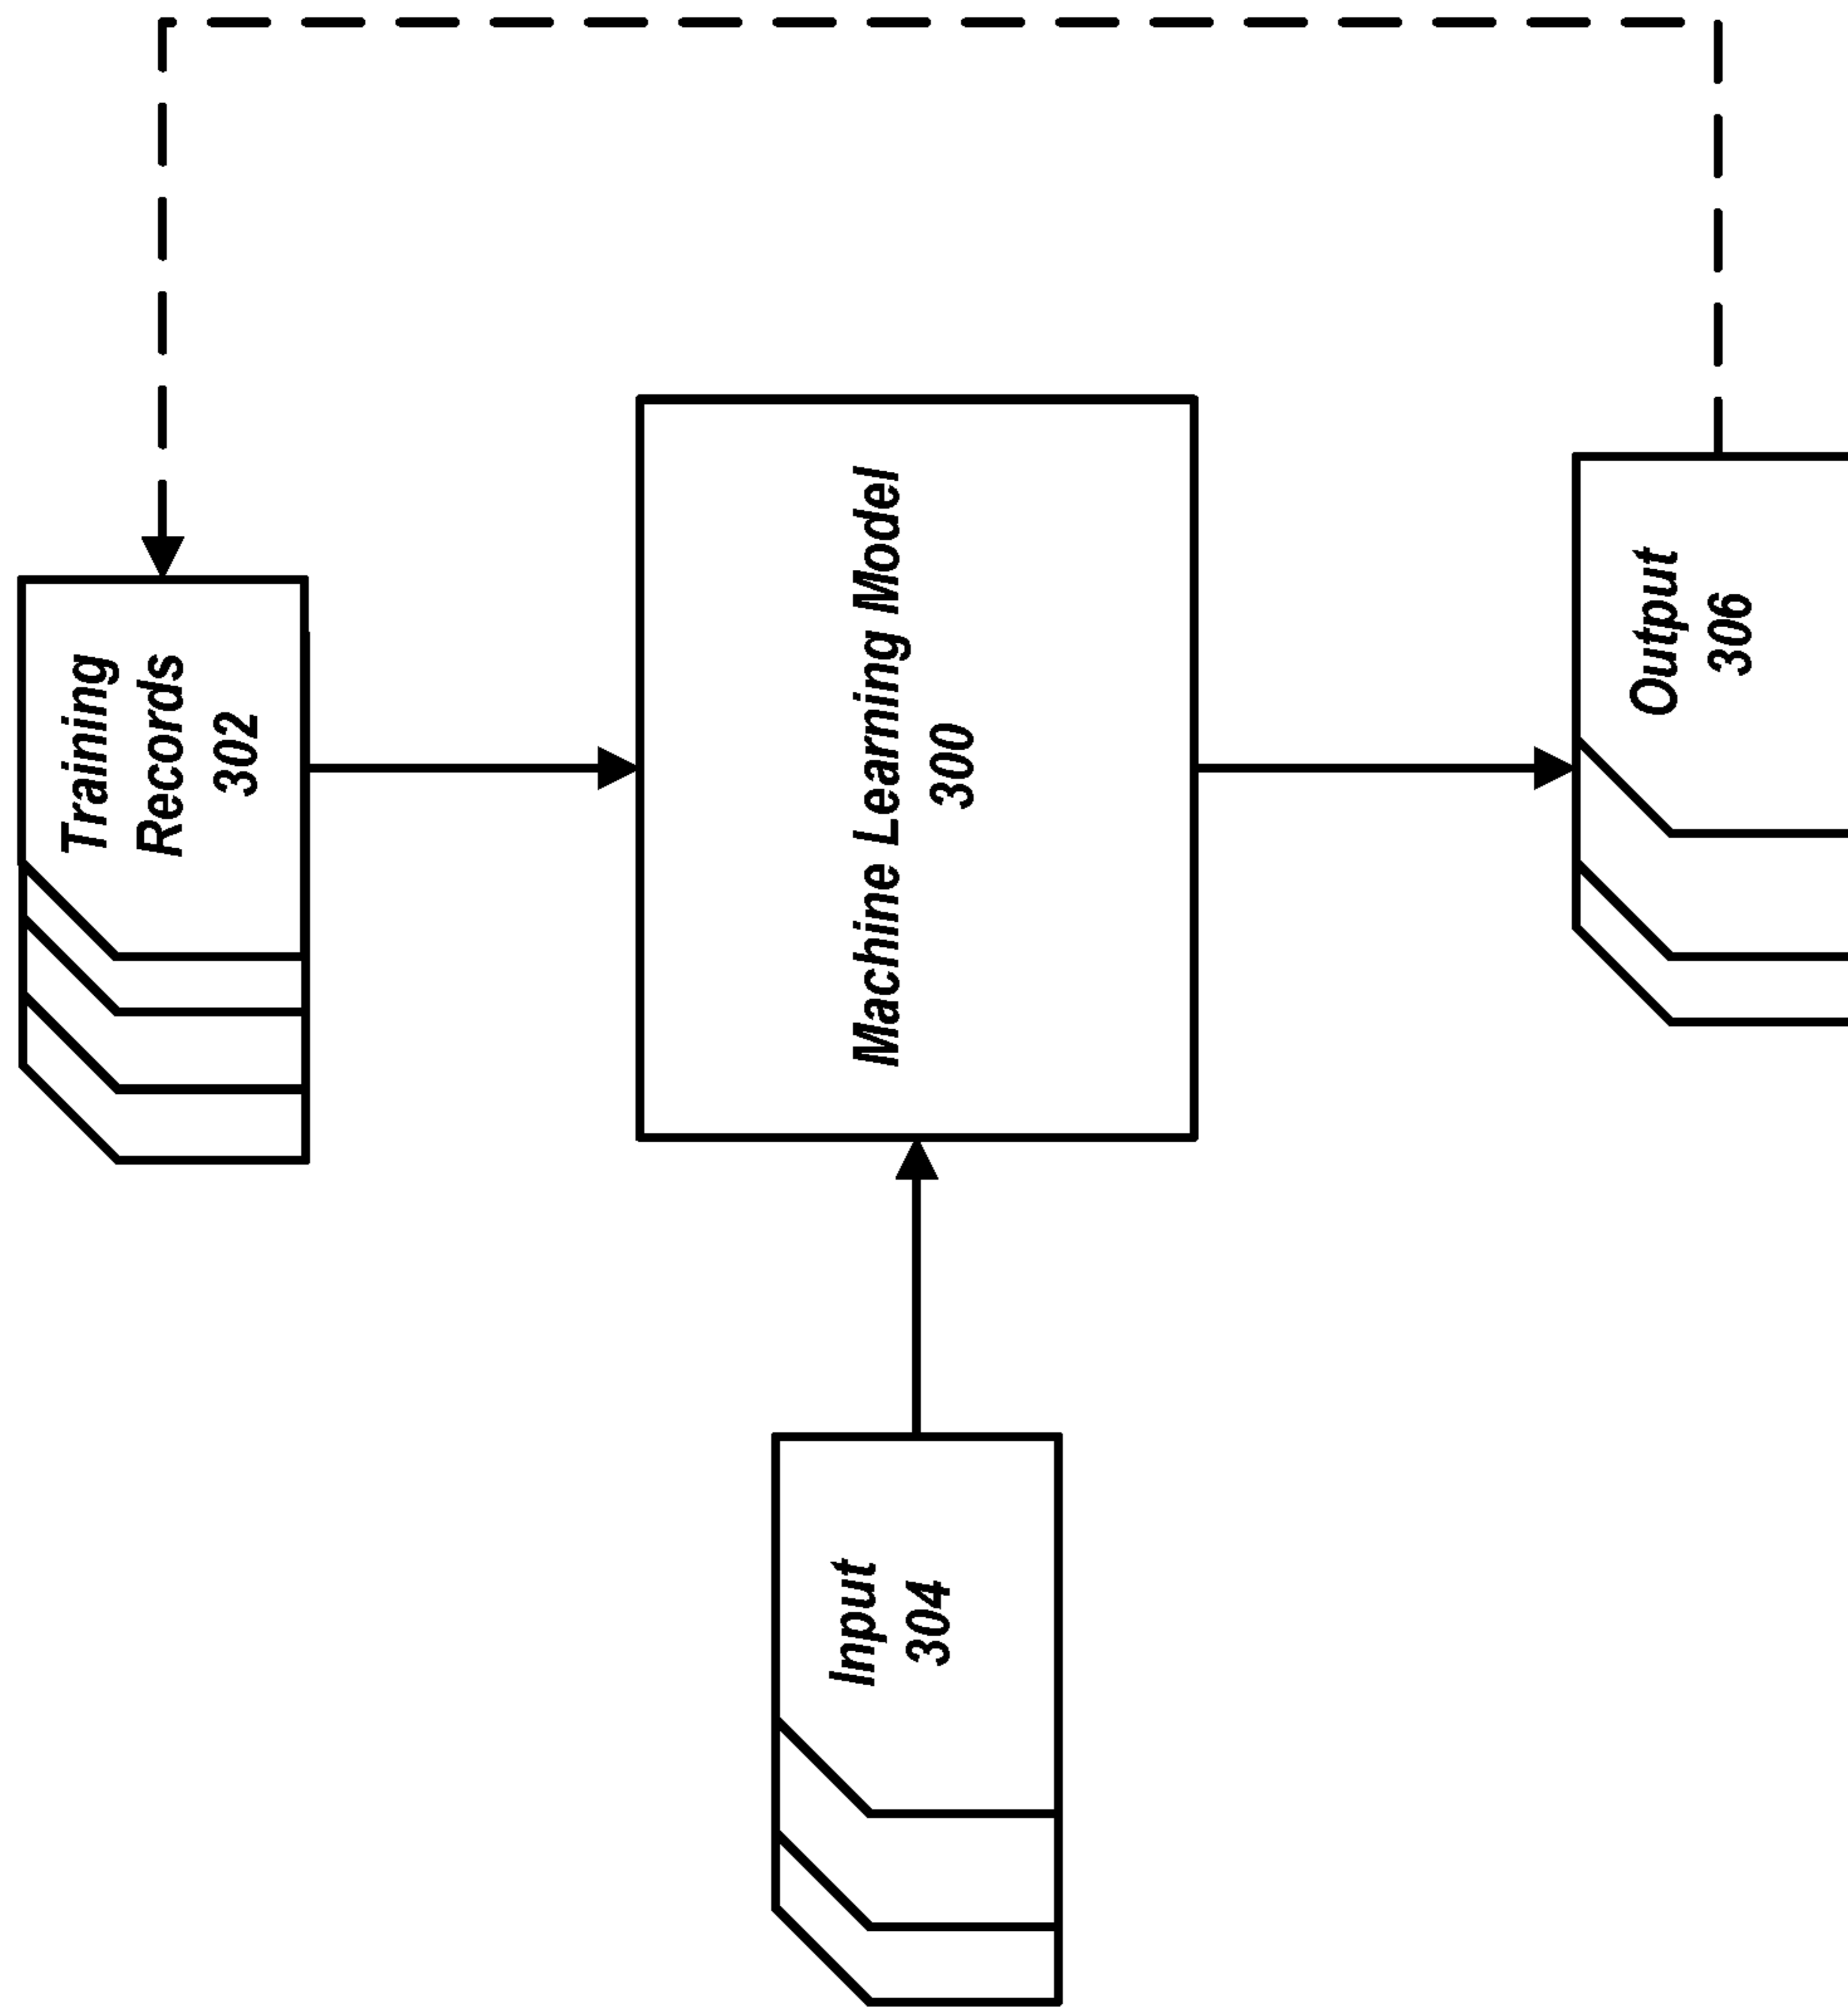 Training
Records
302
Machine Learning Model
300
Output
306
Input
304